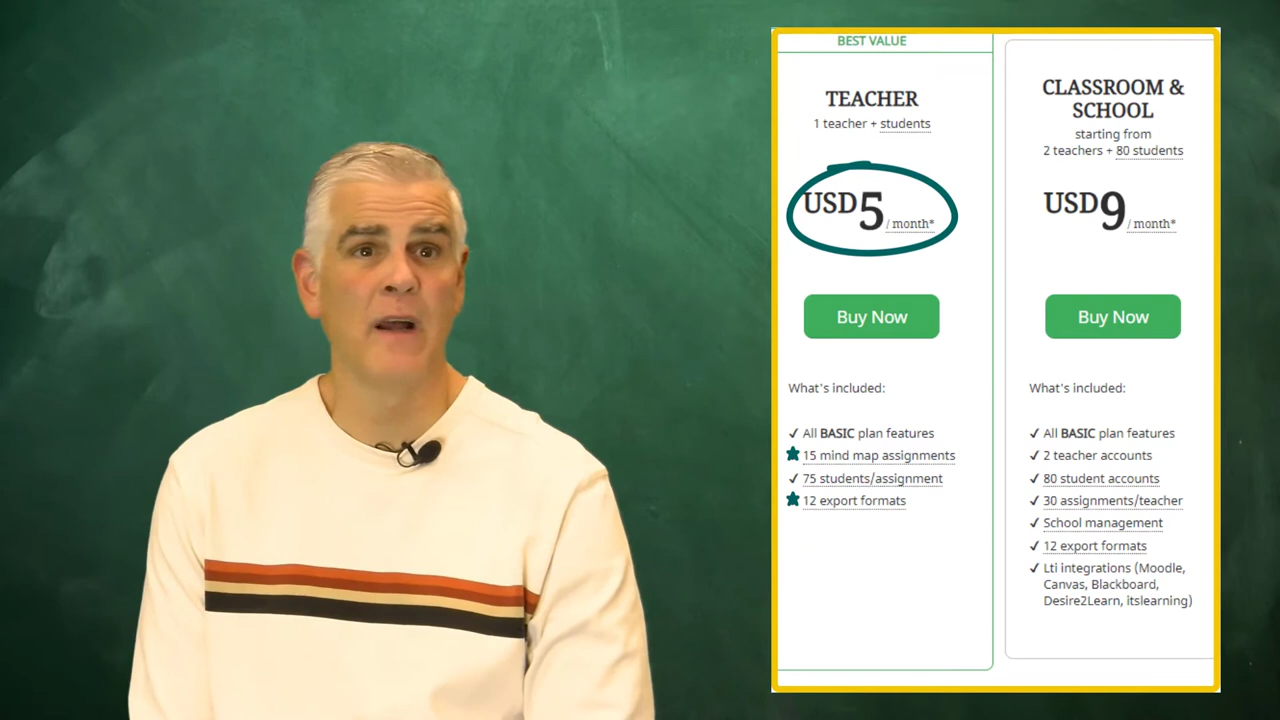 BEST VALUE
TEACHER
1 teacher + students
USD5 / month*
Buy Now
What's included:
✓ All BASIC plan features
15 mind map assignments
✓ 75 students/assignment
12 export formats
CLASSROOM &
SCHOOL
starting from
2 teachers + 80 students
USD9 / month*
Buy Now
What's included:
✓ All BASIC plan features
✓ 2 teacher accounts
✓ 80 student accounts
✓ 30 assignments/teacher
✓ School management
✓ 12 export formats
✓ Lti integrations (Moodle,
Canvas, Blackboard,
Desire2Learn, itslearning)